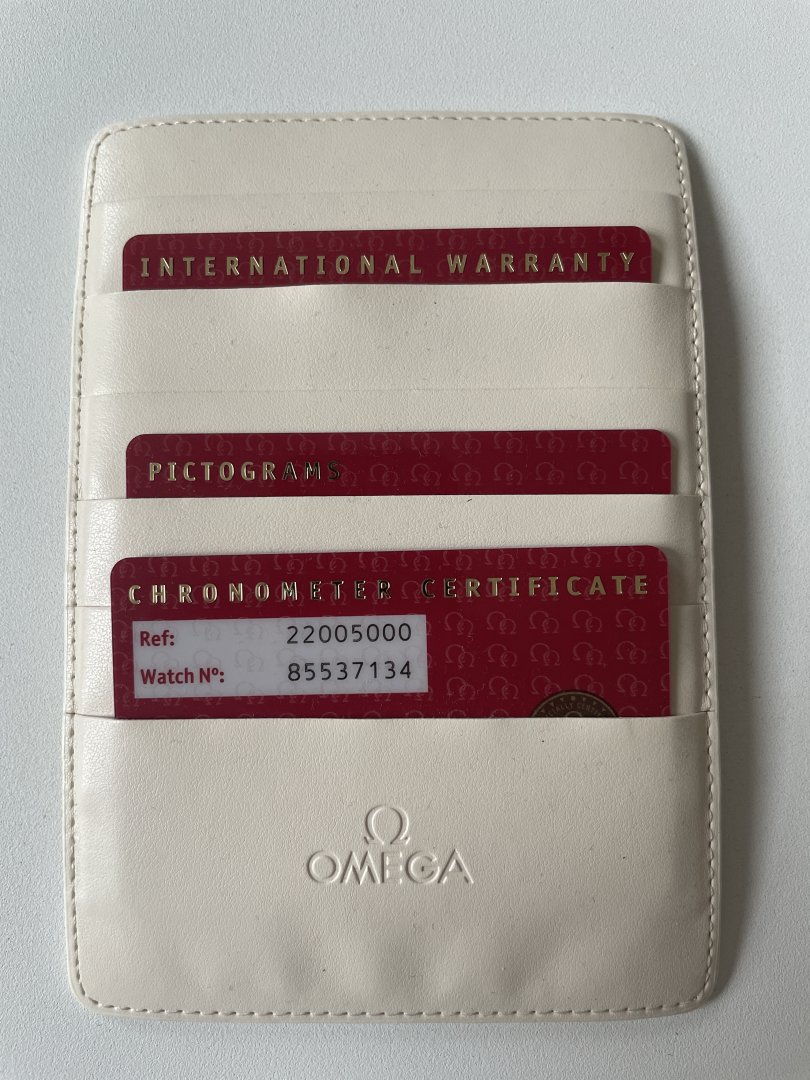 INTERNATIONAL WARRANTY
PICTOGRAMS
CHRONOMETER CERTIFICATE
Ref: 22005000
Watch Nº: 85537134
Ω
OMEGA